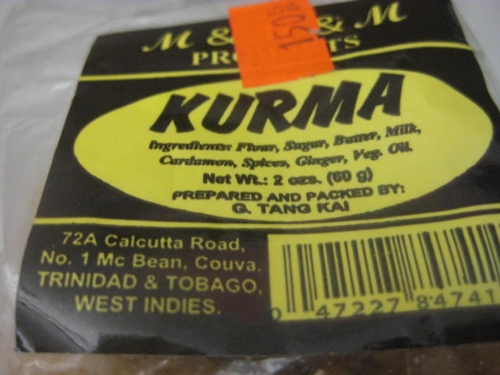 M & M & M
PRO TS
150
KURMA
Ingredients: Flour, Sugar, Butter, Milk,
Cardamon, Spices, Ginger, Veg. Oil.
Net Wt.: 2 ozs. (60 g)
PREPARED AND PACKED BY:
G. TANG KAI
72A Calcutta Road,
No. 1 Mc Bean, Couva.
TRINIDAD & TOBAGO.
WEST INDIES.
0 47227 84741